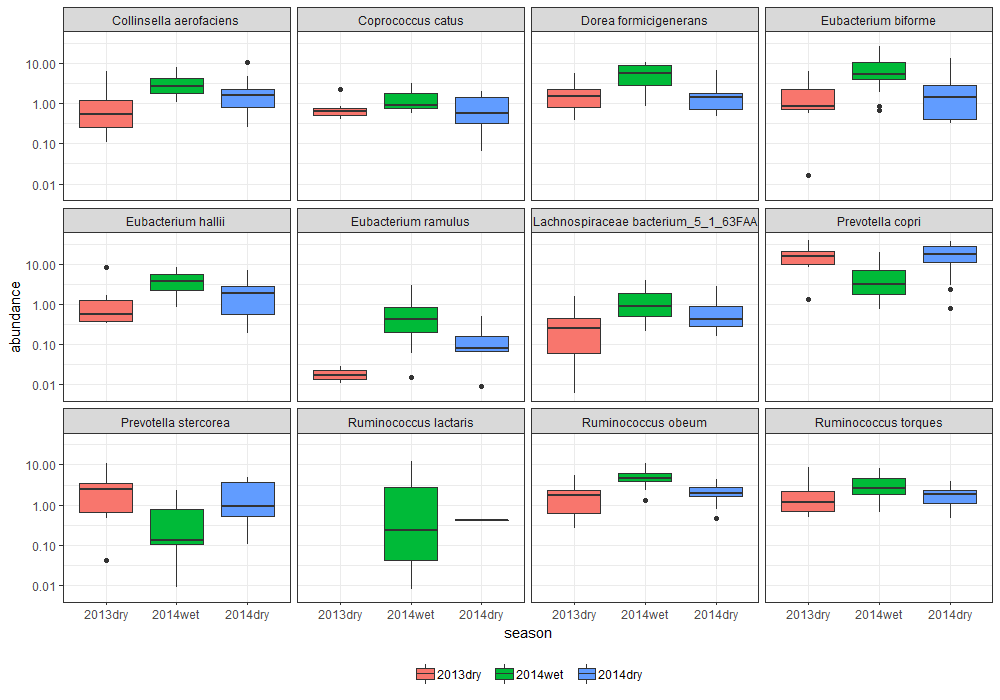 Collinsella aerofaciens
Coprococcus catus
Dorea formicigenerans
Eubacterium biforme
10.00
1.00
0.10
0.01
Eubacterium hallii
Eubacterium ramulus
Lachnospiraceae bacterium_5_1_63FAA
Prevotella copri
10.00
1.00
0.10
0.01
abundance
Prevotella stercorea
Ruminococcus lactaris
Ruminococcus obeum
Ruminococcus torques
10.00
1.00
0.10
0.01
2013dry 2014wet 2014dry
2013dry 2014wet 2014dry
2013dry 2014wet 2014dry
2013dry 2014wet 2014dry
season
2013dry 2014wet 2014dry